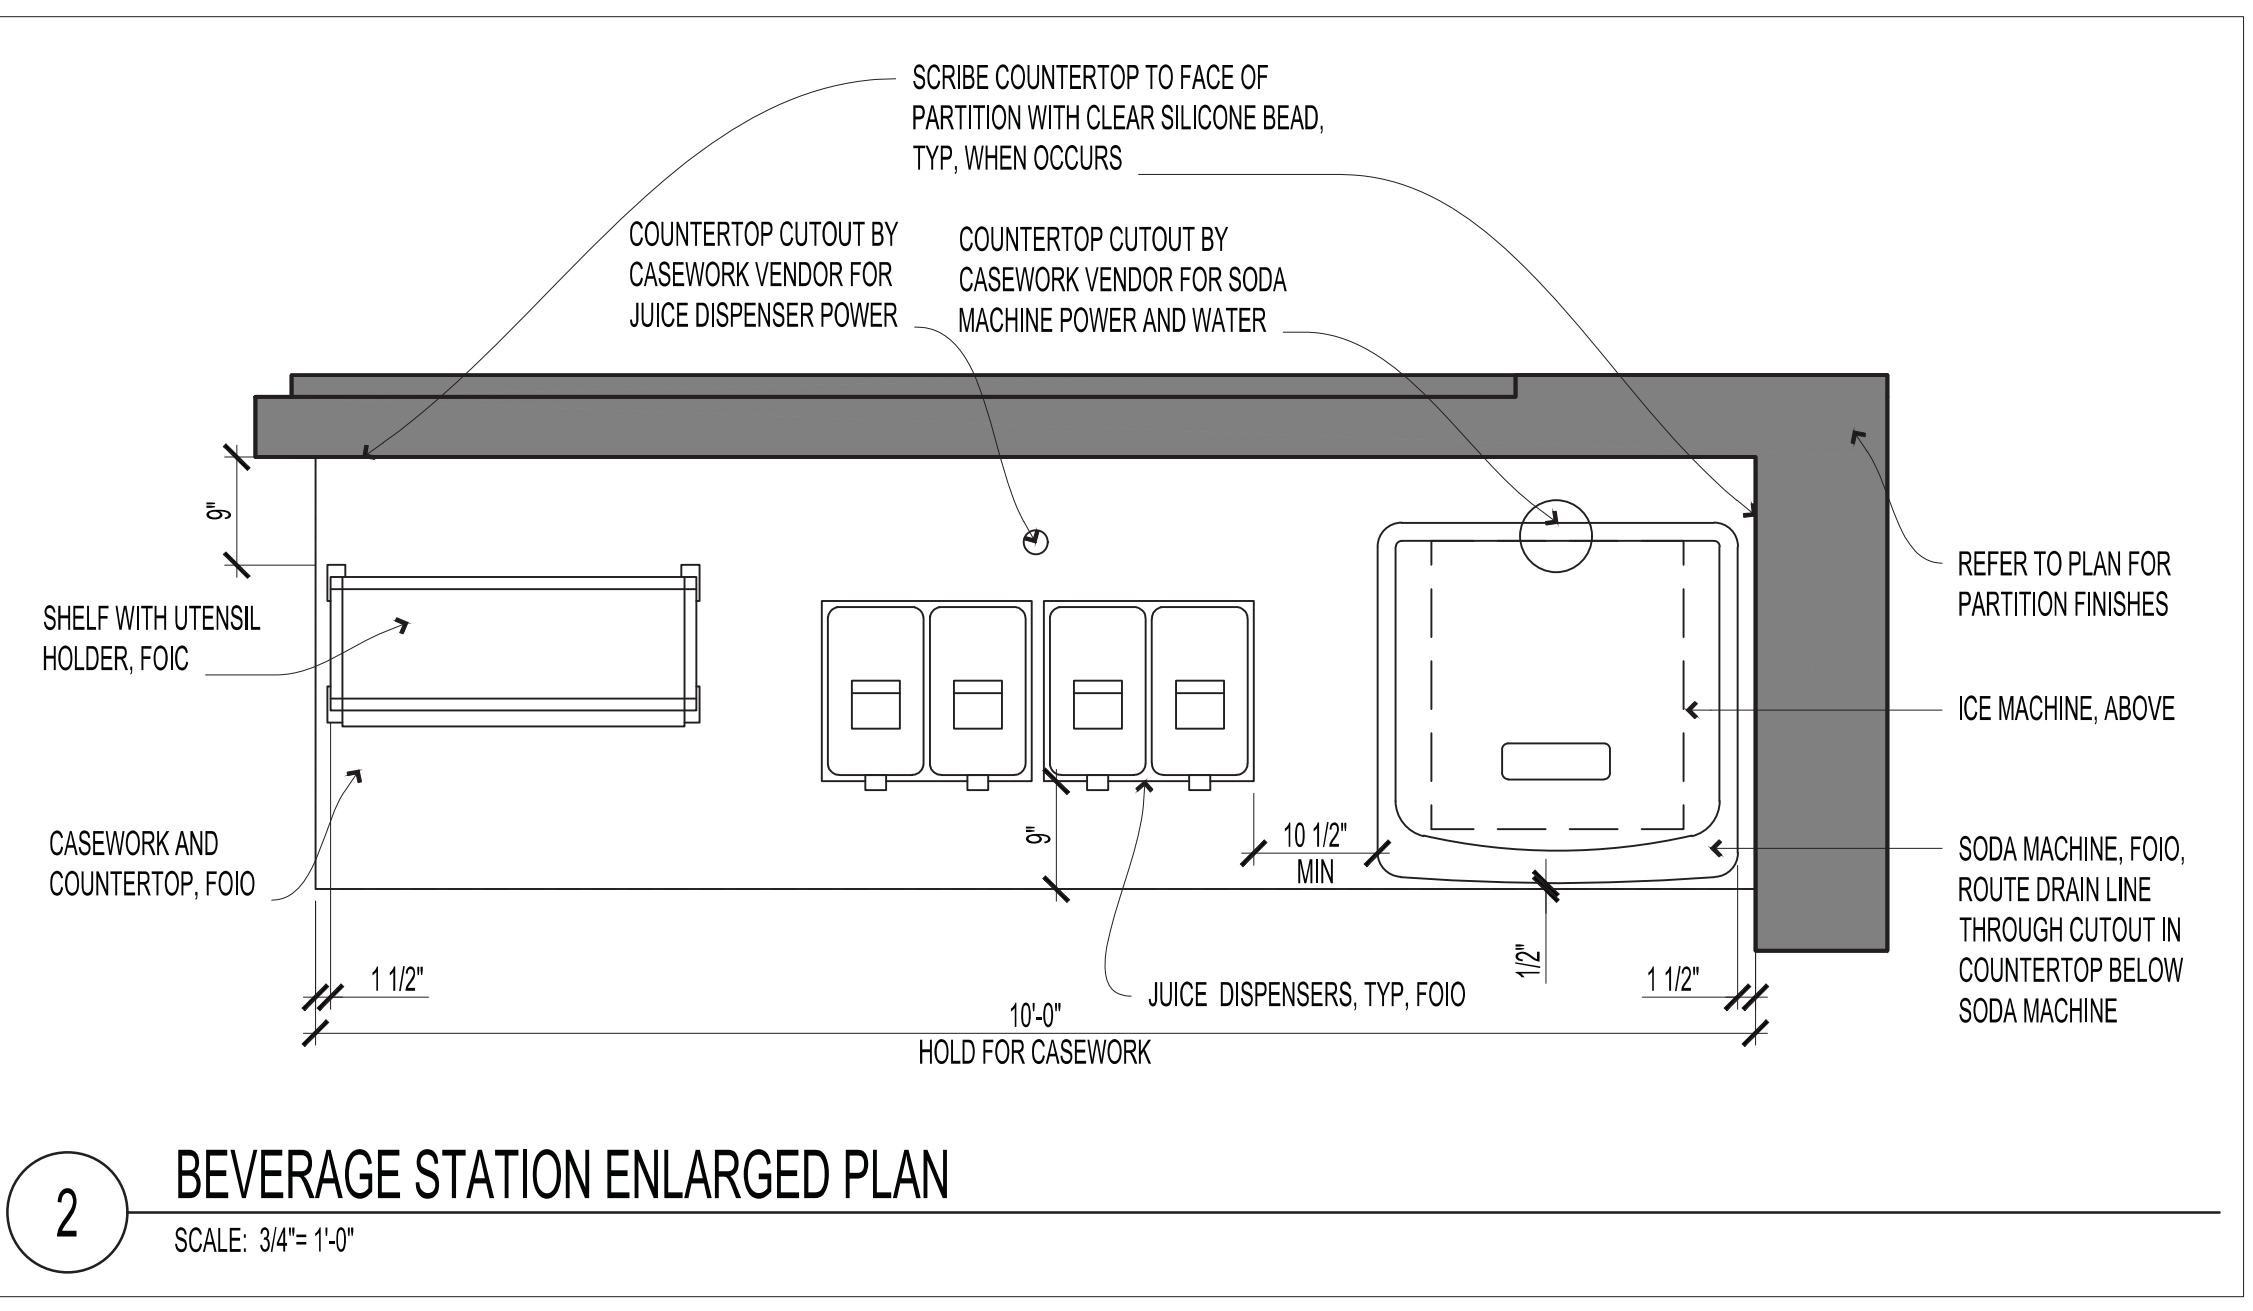 SCRIBE COUNTERTOP TO FACE OF
PARTITION WITH CLEAR SILICONE BEAD,
TYP, WHEN OCCURS
COUNTERTOP CUTOUT BY
CASEWORK VENDOR FOR
JUICE DISPENSER POWER
COUNTERTOP CUTOUT BY
CASEWORK VENDOR FOR SODA
MACHINE POWER AND WATER
9"
SHELF WITH UTENSIL
HOLDER, FOIC
REFER TO PLAN FOR
PARTITION FINISHES
ICE MACHINE, ABOVE
CASEWORK AND
COUNTERTOP, FOIO
9"
10 1/2"
MIN
SODA MACHINE, FOIO,
ROUTE DRAIN LINE
THROUGH CUTOUT IN
COUNTERTOP BELOW
SODA MACHINE
1 1/2"
JUICE DISPENSERS, TYP, FOIO
1/2"
1 1/2"
10'-0"
HOLD FOR CASEWORK
2
BEVERAGE STATION ENLARGED PLAN
SCALE: 3/4"= 1'-0"